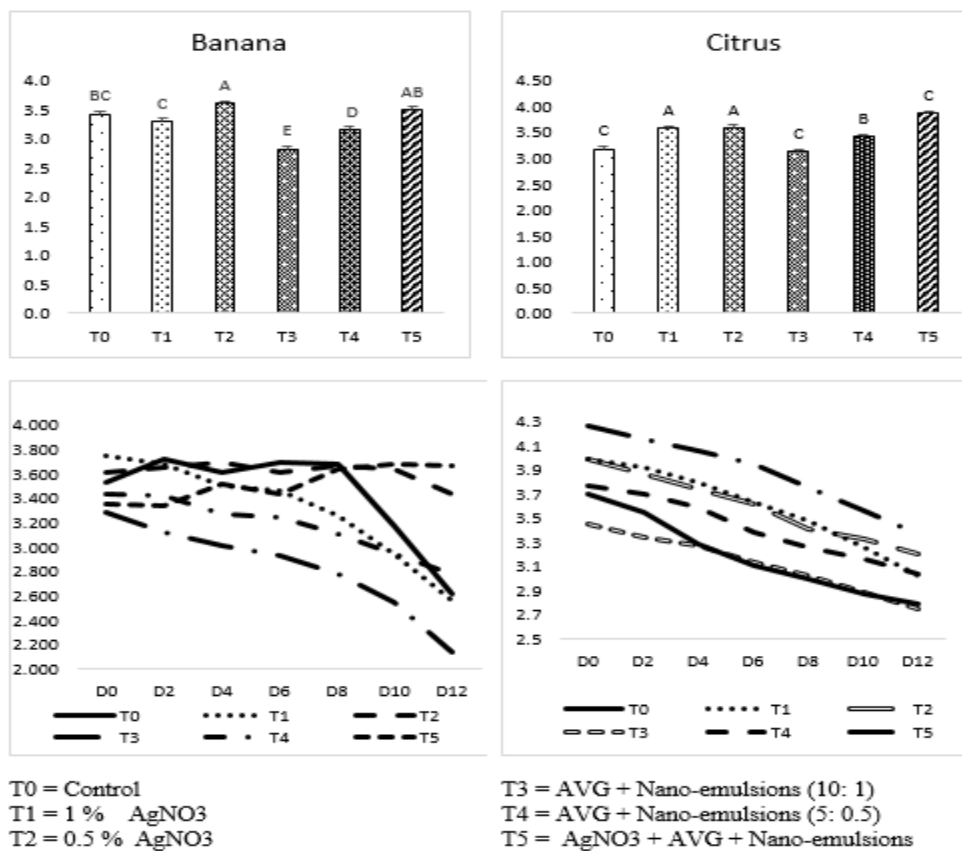 Banana
4.0
3.5
3.0
2.5
2.0
1.5
1.0
0.5
0.0
BC
C
A
E
D
AB
T0 T1 T2 T3 T4 T5
Citrus
4.50
4.00
3.50
3.00
2.50
2.00
1.50
1.00
0.50
0.00
C
A
A
C
B
C
T0 T1 T2 T3 T4 T5
4.000
3.800
3.600
3.400
3.200
3.000
2.800
2.600
2.400
2.200
2.000
D0 D2 D4 D6 D8 D10 D12
T0 T1 T2
T3 T4 T5
4.3
4.1
3.9
3.7
3.5
3.3
3.1
2.9
2.7
2.5
D0 D2 D4 D6 D8 D10 D12
T0 T1 T2
T3 T4 T5
T0 = Control
T1 = 1 % AgNO3
T2 = 0.5 % AgNO3
T3 = AVG + Nano-emulsions (10: 1)
T4 = AVG + Nano-emulsions (5: 0.5)
T5 = AgNO3 + AVG + Nano-emulsions